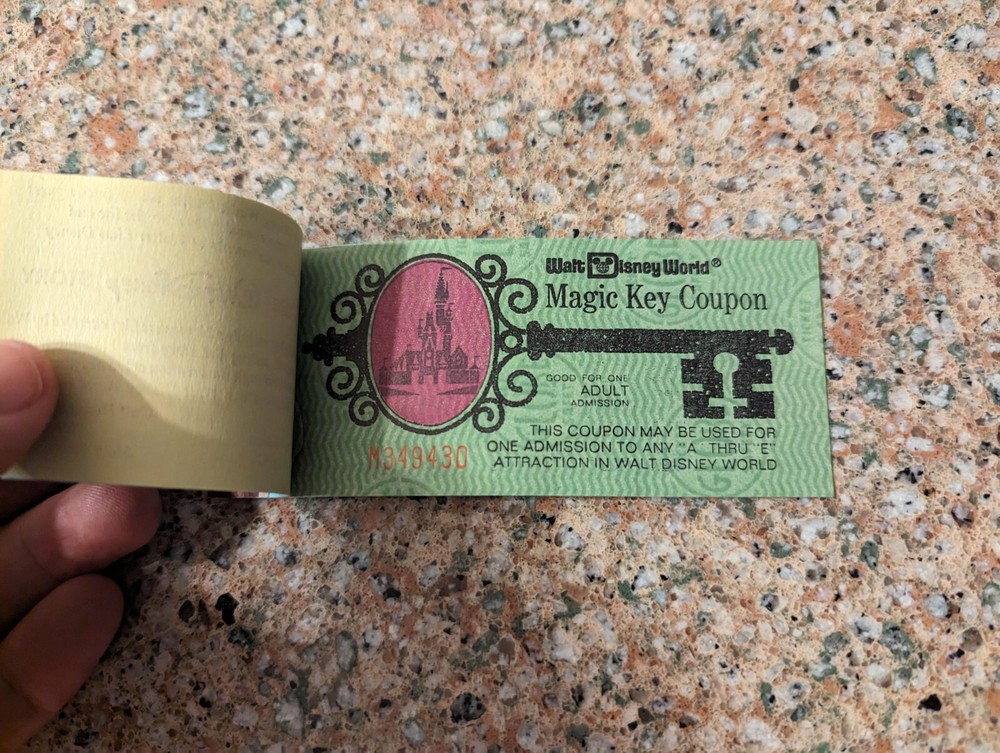 Walt Disney World®
Magic Key Coupon
GOOD FOR ONE
ADULT
ADMISSION
THIS COUPON MAY BE USED FOR
ONE ADMISSION TO ANY "A" THRU "E"
ATTRACTION IN WALT DISNEY WORLD
M349430